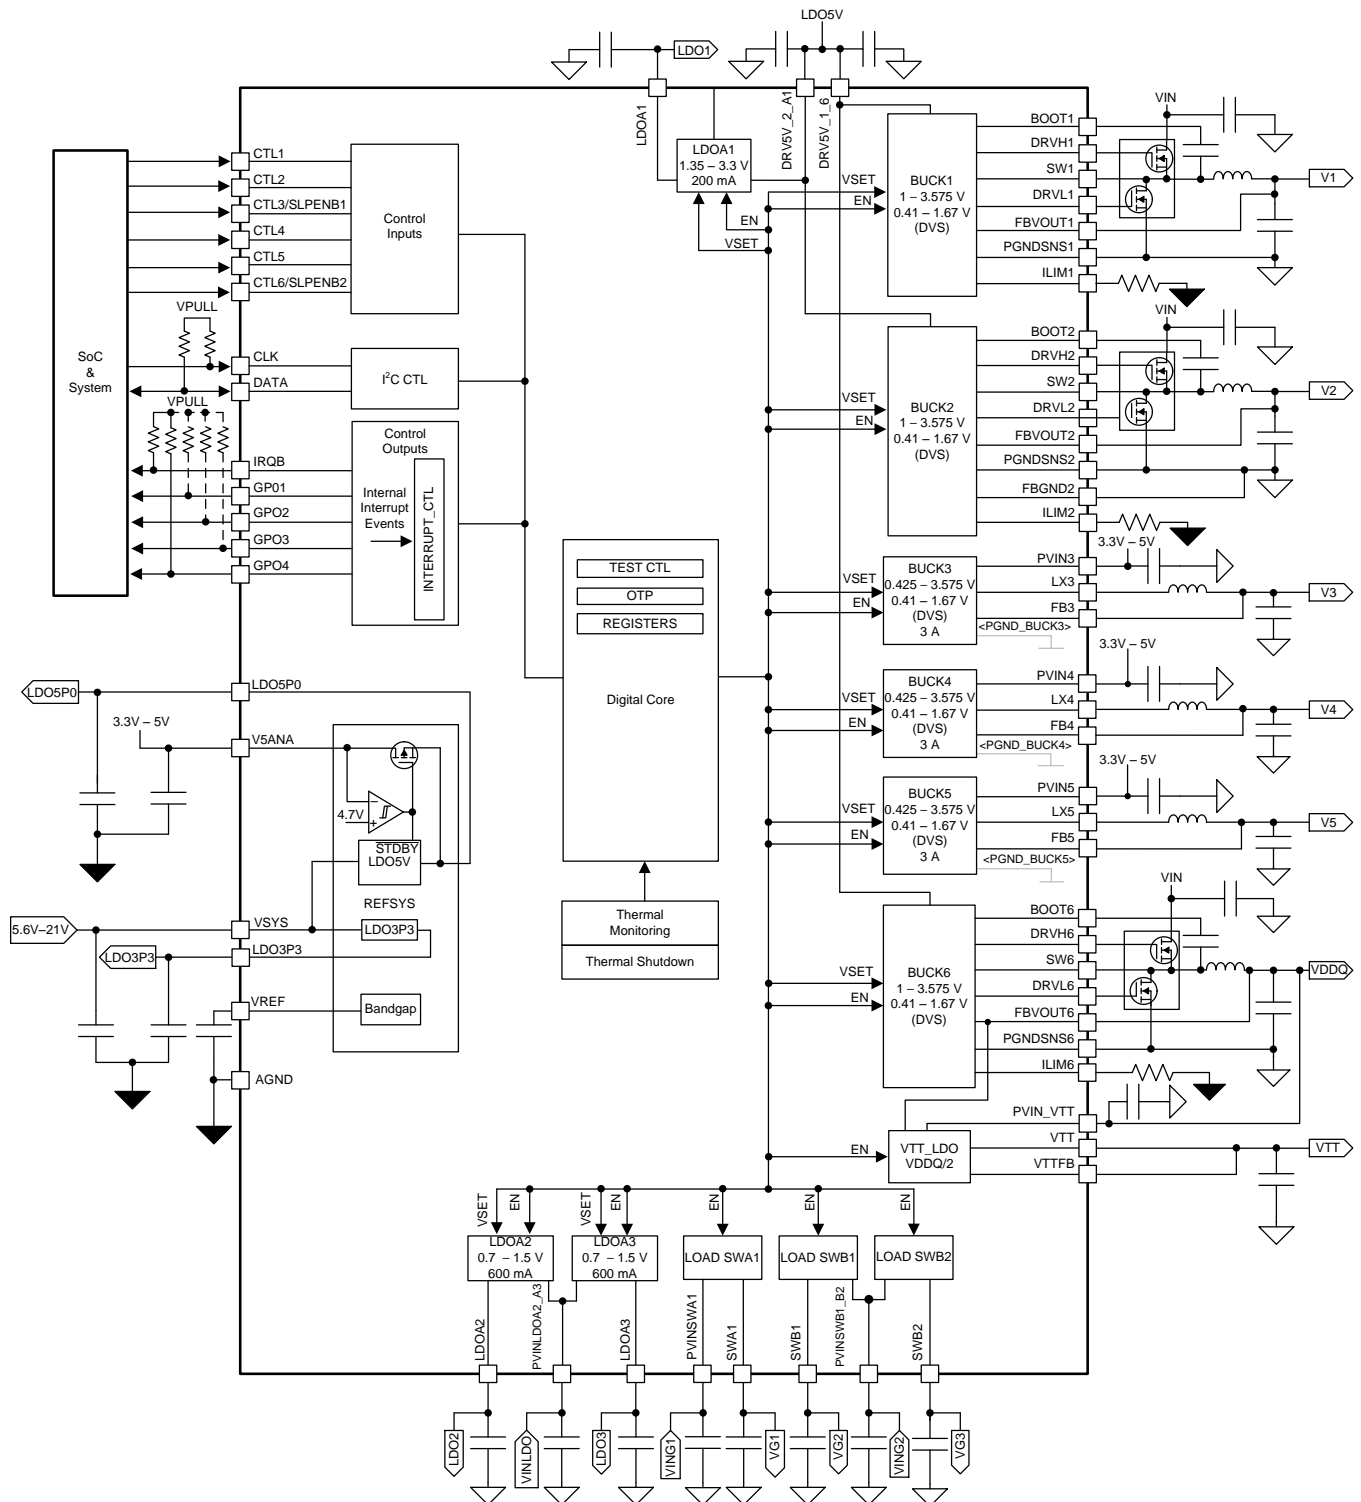 LDO5V
LDO1
LDOA1
DRV5V_2_A1
DRV5V_1_6
LDOA1
1.35 – 3.3 V
200 mA
EN
VSET
SoC
&
System
CTL1
CTL2
CTL3/SLPENB1
CTL4
CTL5
CTL6/SLPENB2
Control
Inputs
VPULL
CLK
DATA
I²C CTL
VPULL
IRQB
GP01
GPO2
GPO3
GPO4
Control
Outputs
Internal
Interrupt
Events
INTERRUPT_CTL
TEST CTL
OTP
REGISTERS
Digital Core
Thermal
Monitoring
Thermal Shutdown
LDO5P0
LDO5P0
3.3V – 5V
V5ANA
4.7V
–
+
STDBY
LDO5V
REFSYS
5.6V–21V
VSYS
LDO3P3
LDO3P3
LDO3P3
VREF
Bandgap
AGND
VSET
EN
BUCK1
1 – 3.575 V
0.41 – 1.67 V
(DVS)
BOOT1
DRVH1
SW1
DRVL1
FBVOUT1
PGNDSNS1
ILIM1
VIN
V1
VSET
EN
BUCK2
1 – 3.575 V
0.41 – 1.67 V
(DVS)
BOOT2
DRVH2
SW2
DRVL2
FBVOUT2
PGNDSNS2
FBGND2
ILIM2
VIN
V2
VSET
EN
BUCK3
0.425 – 3.575 V
0.41 – 1.67 V
(DVS)
3 A
PVIN3
LX3
FB3
<PGND_BUCK3>
3.3V – 5V
V3
VSET
EN
BUCK4
0.425 – 3.575 V
0.41 – 1.67 V
(DVS)
3 A
PVIN4
LX4
FB4
<PGND_BUCK4>
3.3V – 5V
V4
VSET
EN
BUCK5
0.425 – 3.575 V
0.41 – 1.67 V
(DVS)
3 A
PVIN5
LX5
FB5
<PGND_BUCK5>
3.3V – 5V
V5
VSET
EN
BUCK6
1 – 3.575 V
0.41 – 1.67 V
(DVS)
BOOT6
DRVH6
SW6
DRVL6
FBVOUT6
PGNDSNS6
ILIM6
VIN
VDDQ
EN
VTT_LDO
VDDQ/2
PVIN_VTT
VTT
VTTFB
VTT
VSET
EN
VSET
EN
EN
EN
EN
LDOA2
0.7 – 1.5 V
600 mA
LDOA3
0.7 – 1.5 V
600 mA
LOAD SWA1
LOAD SWB1
LOAD SWB2
LDOA2
PVINLDOA2_A3
LDOA3
PVINSWA1
SWA1
SWB1
PVINSWB1_B2
SWB2
LDO2
VINLDO
LDO3
VING1
VG1
VG2
VING2
VG3